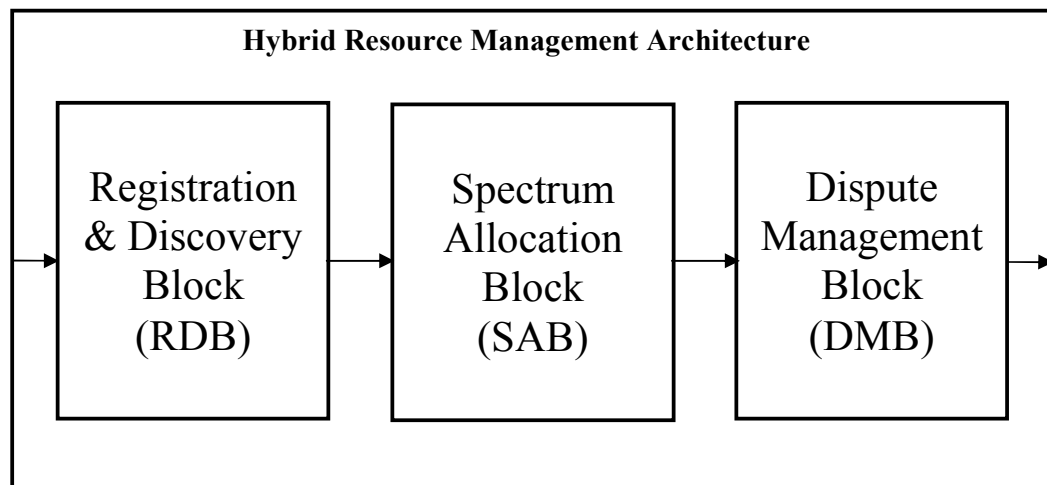 Hybrid Resource Management Architecture
Registration
& Discovery
Block
(RDB)
Spectrum
Allocation
Block
(SAB)
Dispute
Management
Block
(DMB)